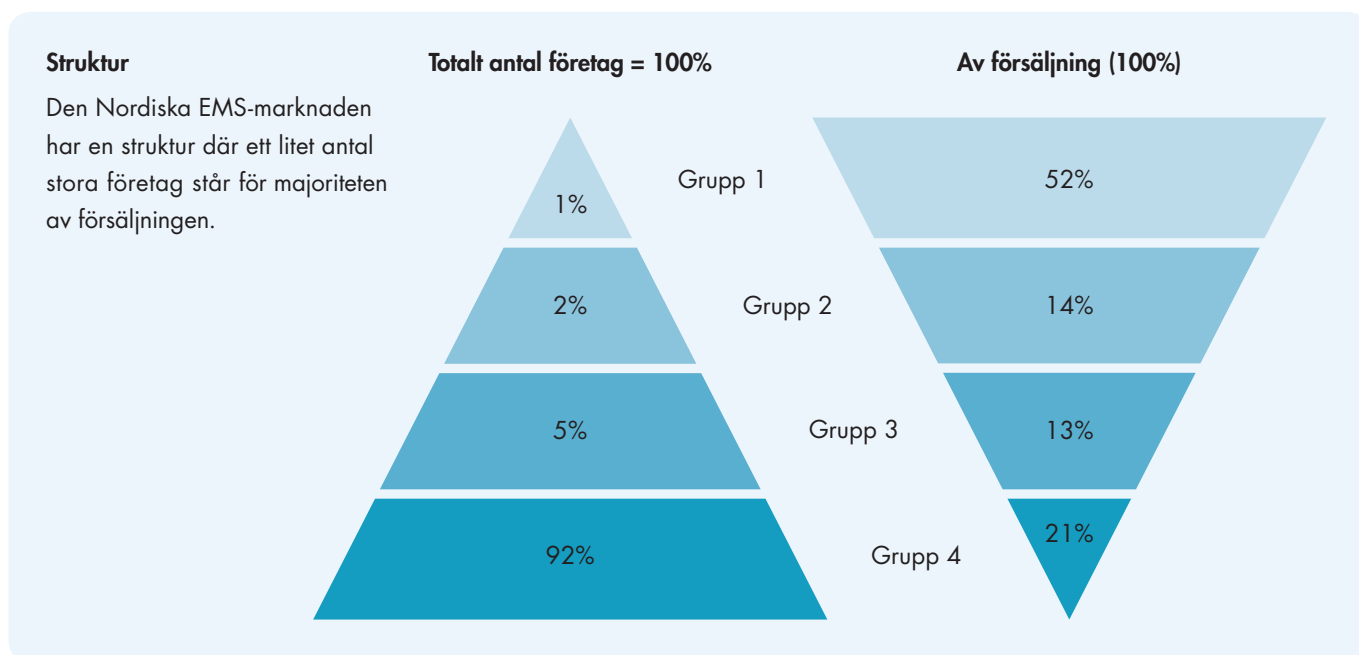 Struktur
Den Nordiska EMS-marknaden
har en struktur där ett litet antal
stora företag står för majoriteten
av försäljningen.
Totalt antal företag = 100%
Av försäljning (100%)
1%
Grupp 1
52%
2%
Grupp 2
14%
5%
Grupp 3
13%
92%
Grupp 4
21%